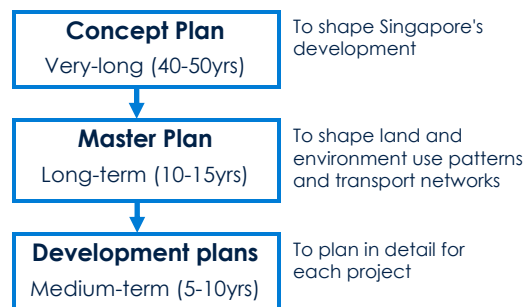 Concept Plan
Very-long (40-50yrs)
To shape Singapore's
development
Master Plan
Long-term (10-15yrs)
To shape land and
environment use patterns
and transport networks
Development plans
Medium-term (5-10yrs)
To plan in detail for
each project